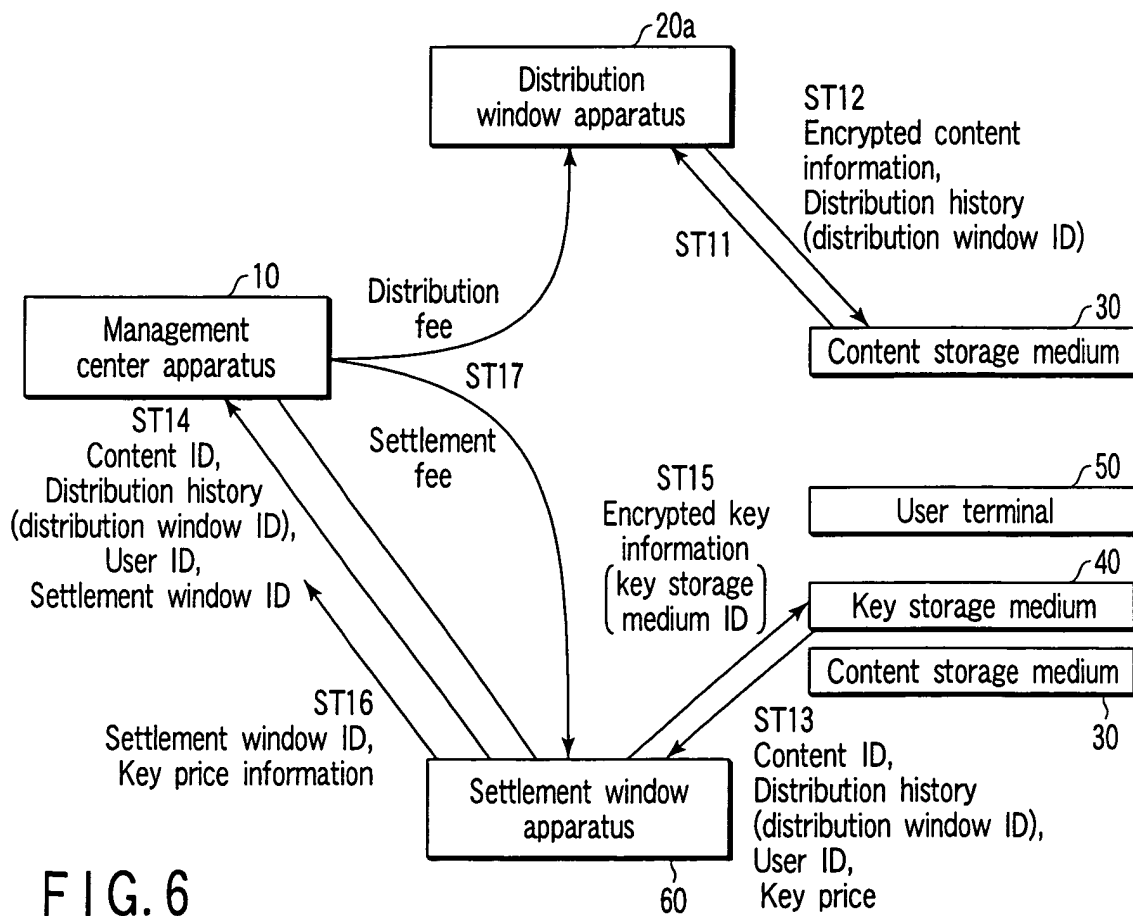 20a
Distribution
window apparatus
ST12
Encrypted content
information,
Distribution history
(distribution window ID)
ST11
10
Management
center apparatus
Distribution
fee
ST17
Settlement
fee
30
Content storage medium
ST14
Content ID,
Distribution history
(distribution window ID),
User ID,
Settlement window ID
ST15
Encrypted key
information
(key storage
medium ID)
50
User terminal
40
Key storage medium
Content storage medium
30
ST16
Settlement window ID,
Key price information
Settlement window
apparatus
60
ST13
Content ID,
Distribution history
(distribution window ID),
User ID,
Key price
FIG. 6